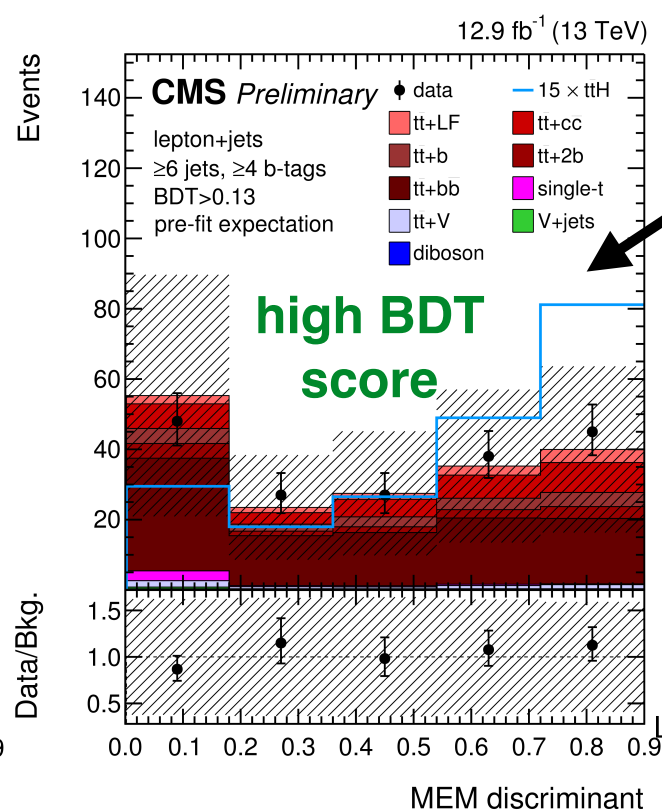 12.9 fb⁻¹ (13 TeV)
Events
CMS Preliminary
data
15 × ttH
tt+LF
tt+cc
tt+b
tt+2b
tt+bb
single-t
tt+V
V+jets
diboson
lepton+jets
≥6 jets, ≥4 b-tags
BDT>0.13
pre-fit expectation
high BDT
score
140
120
100
80
60
40
20
Data/Bkg.
1.5
1.0
0.5
9
0.0 0.1 0.2 0.3 0.4 0.5 0.6 0.7 0.8 0.9
MEM discriminant